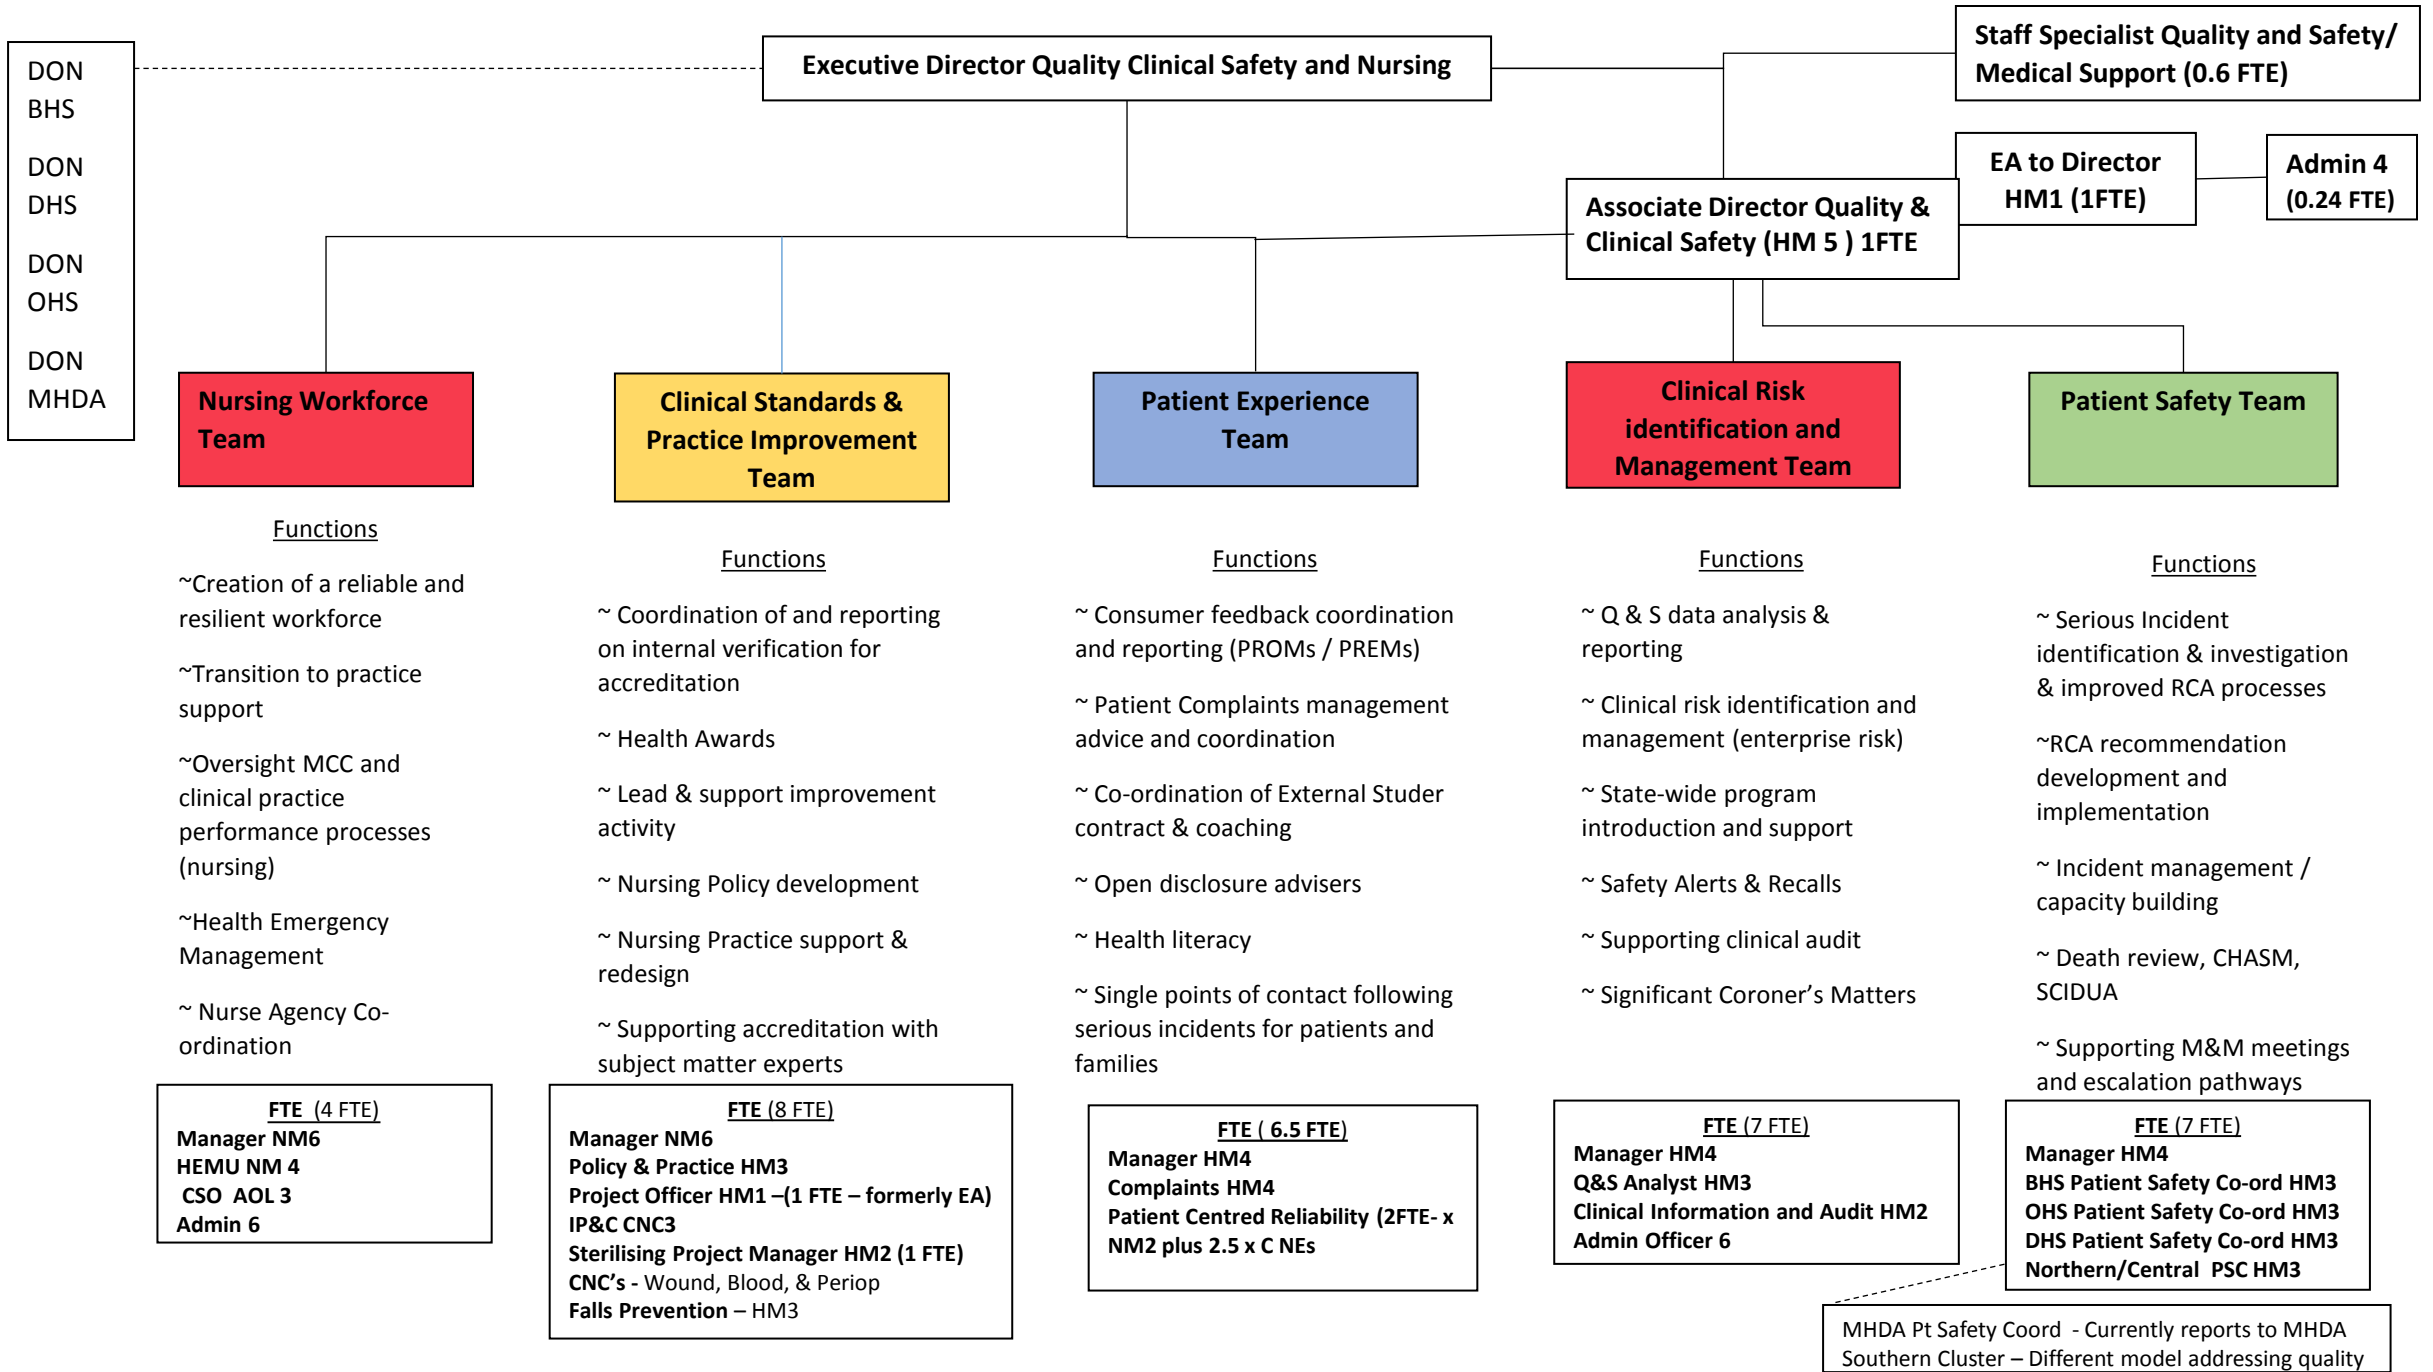 DON
BHS
DON
DHS
DON
OHS
DON
MHDA
Executive Director Quality Clinical Safety and Nursing
Staff Specialist Quality and Safety/
Medical Support (0.6 FTE)
EA to Director
HM1 (1FTE)
Admin 4
(0.24 FTE)
Associate Director Quality &
Clinical Safety (HM 5 ) 1FTE
Nursing Workforce
Team
Functions
~Creation of a reliable and
resilient workforce
~Transition to practice
support
~Oversight MCC and
clinical practice
performance processes
(nursing)
~Health Emergency
Management
~ Nurse Agency Co-
ordination
FTE (4 FTE)
Manager NM6
HEMU NM 4
CSO AOL 3
Admin 6
Clinical Standards &
Practice Improvement
Team
Functions
~ Coordination of and reporting
on internal verification for
accreditation
~ Health Awards
~ Lead & support improvement
activity
~ Nursing Policy development
~ Nursing Practice support &
redesign
~ Supporting accreditation with
subject matter experts
FTE (8 FTE)
Manager NM6
Policy & Practice HM3
Project Officer HM1 –(1 FTE – formerly EA)
IP&C CNC3
Sterilising Project Manager HM2 (1 FTE)
CNC's - Wound, Blood, & Periop
Falls Prevention – HM3
Patient Experience
Team
Functions
~ Consumer feedback coordination
and reporting (PROMs / PREMs)
~ Patient Complaints management
advice and coordination
~ Co-ordination of External Studer
contract & coaching
~ Open disclosure advisers
~ Health literacy
~ Single points of contact following
serious incidents for patients and
families
FTE ( 6.5 FTE)
Manager HM4
Complaints HM4
Patient Centred Reliability (2FTE- x
NM2 plus 2.5 x C NEs
Clinical Risk
identification and
Management Team
Functions
~ Q & S data analysis &
reporting
~ Clinical risk identification and
management (enterprise risk)
~ State-wide program
introduction and support
~ Safety Alerts & Recalls
~ Supporting clinical audit
~ Significant Coroner's Matters
FTE (7 FTE)
Manager HM4
Q&S Analyst HM3
Clinical Information and Audit HM2
Admin Officer 6
Patient Safety Team
Functions
~ Serious Incident
identification & investigation
& improved RCA processes
~RCA recommendation
development and
implementation
~ Incident management /
capacity building
~ Death review, CHASM,
SCIDUA
~ Supporting M&M meetings
and escalation pathways
FTE (7 FTE)
Manager HM4
BHS Patient Safety Co-ord HM3
OHS Patient Safety Co-ord HM3
DHS Patient Safety Co-ord HM3
Northern/Central PSC HM3
MHDA Pt Safety Coord - Currently reports to MHDA
Southern Cluster – Different model addressing quality